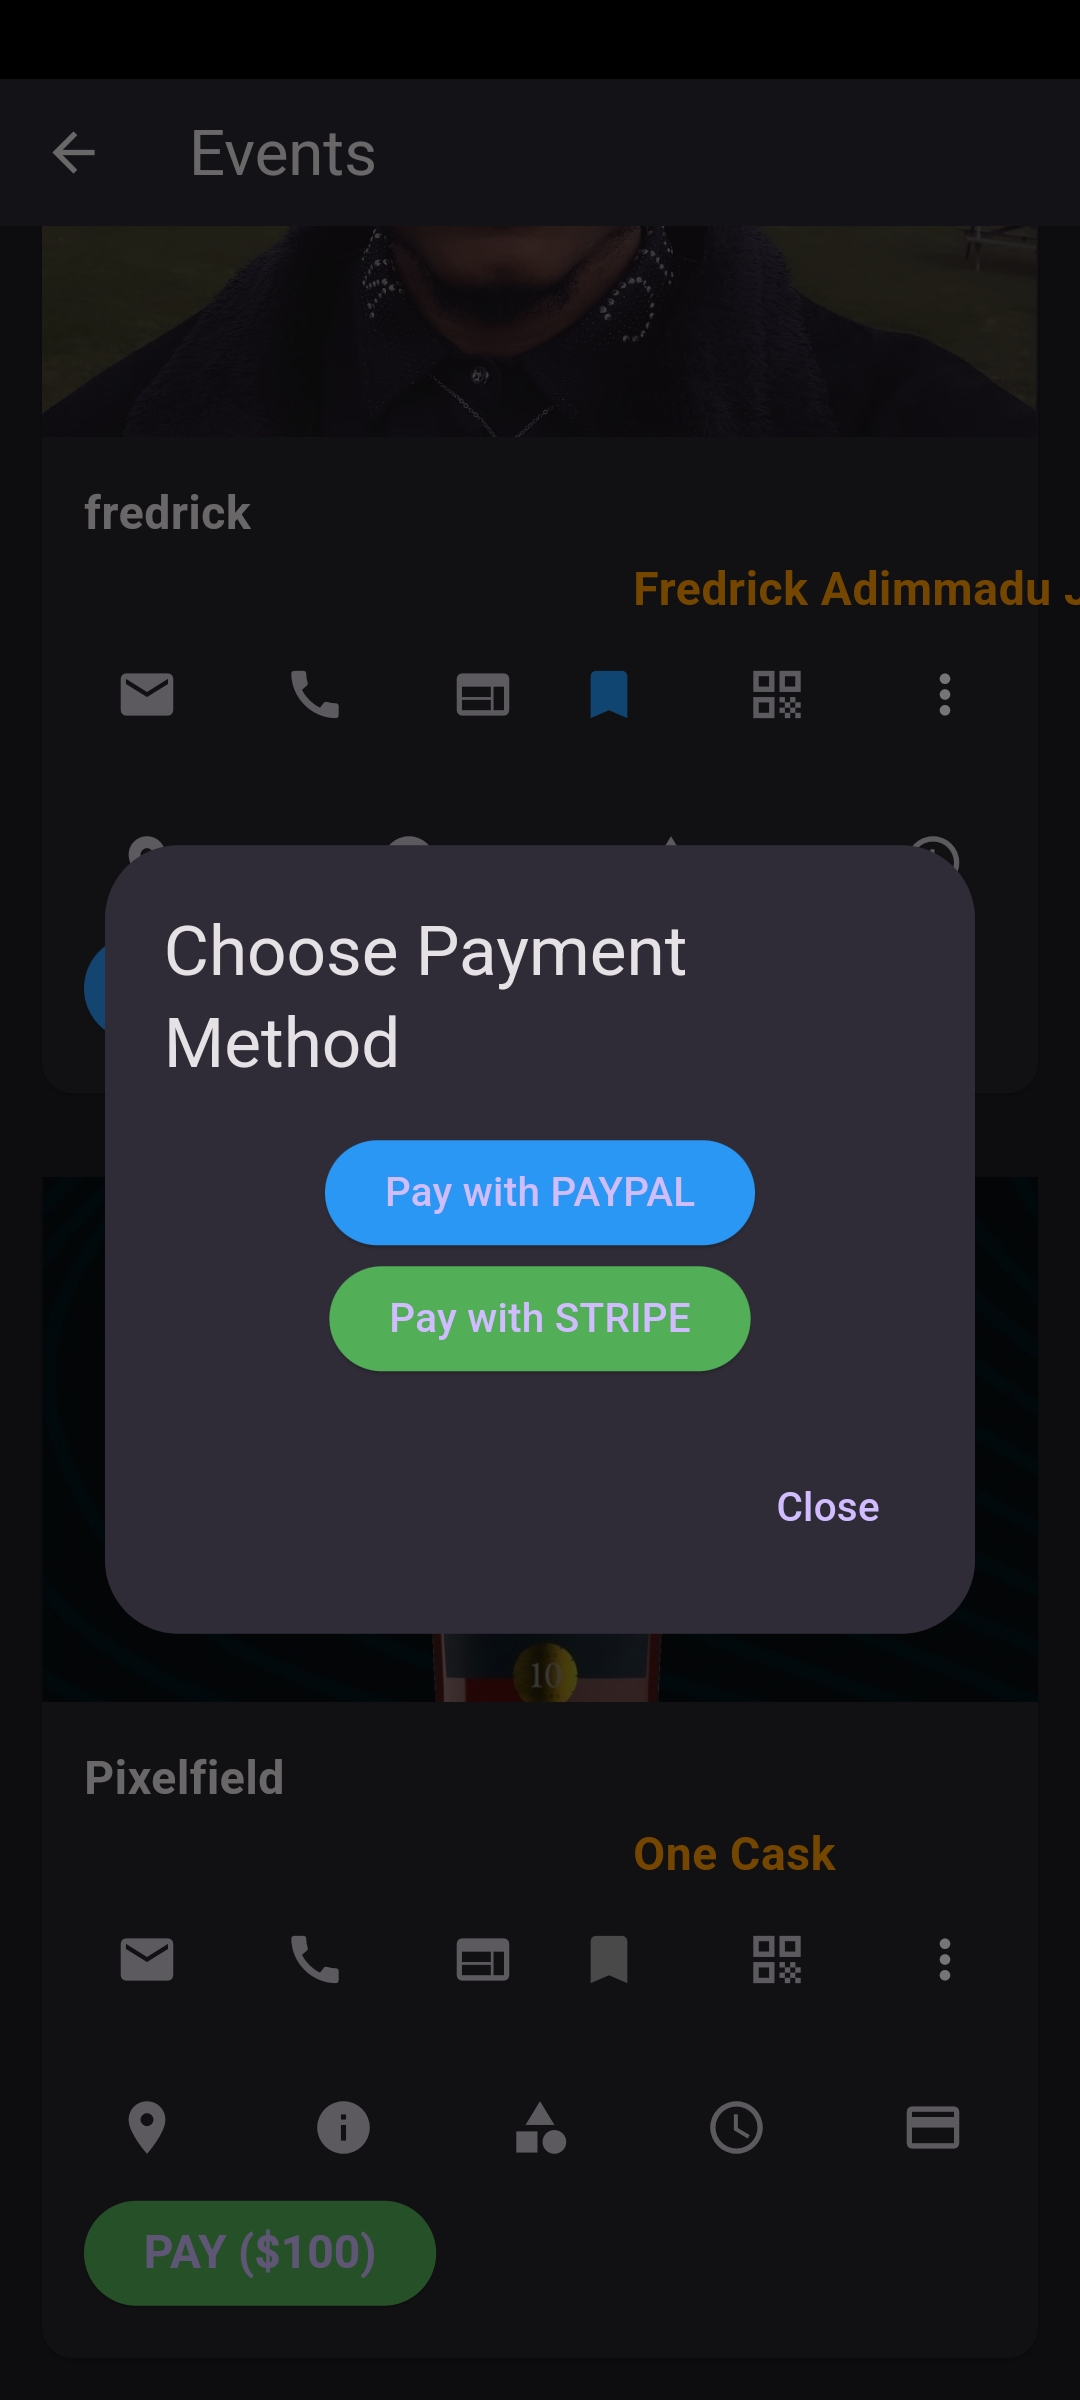 Events
fredrick
Fredrick Adimmadu J
Choose Payment
Method
Pay with PAYPAL
Pay with STRIPE
Close
10
Pixelfield
One Cask
PAY ($100)